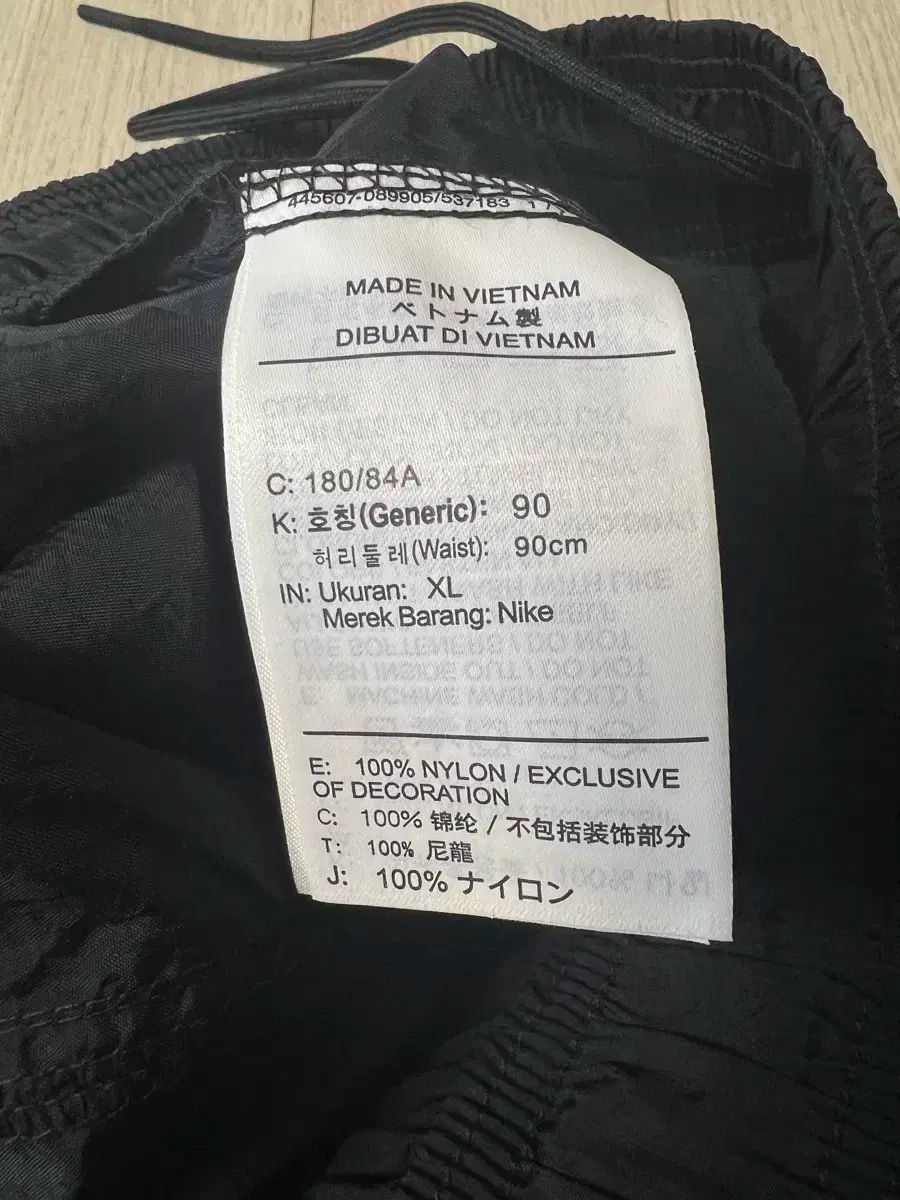 445607-089905/537183 1 1
MADE IN VIETNAM
ベトナム製
DIBUAT DI VIETNAM
C: 180/84A
K: 호칭(Generic): 90
허리둘레(Waist): 90cm
IN: Ukuran: XL
Merek Barang: Nike
E: 100% NYLON / EXCLUSIVE
OF DECORATION
C: 100% 锦纶 / 不包括装饰部分
T: 100% 尼龍
J: 100% ナイロン